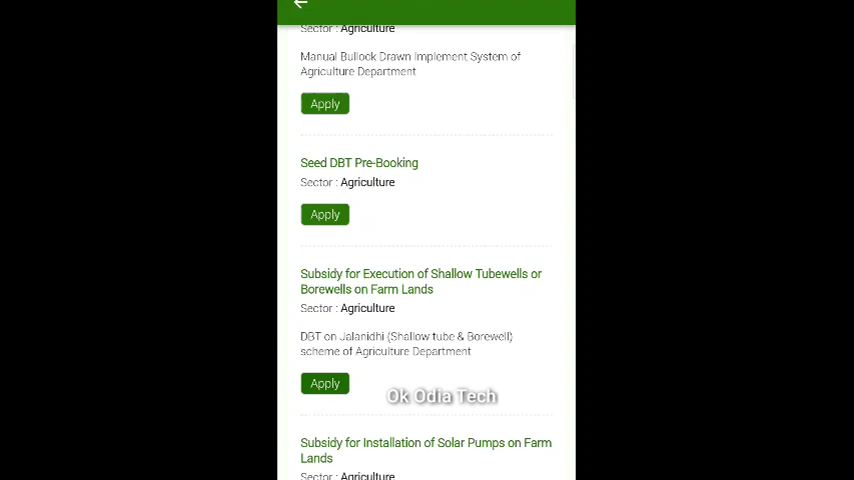 Sector : Agriculture
Manual Bullock Drawn Implement System of
Agriculture Department
Apply
Seed DBT Pre-Booking
Sector : Agriculture
Apply
Subsidy for Execution of Shallow Tubewells or
Borewells on Farm Lands
Sector : Agriculture
DBT on Jalanidhi (Shallow tube & Borewell)
scheme of Agriculture Department
Apply
Ok Odia Tech
Subsidy for Installation of Solar Pumps on Farm
Lands
Sector : Agriculture